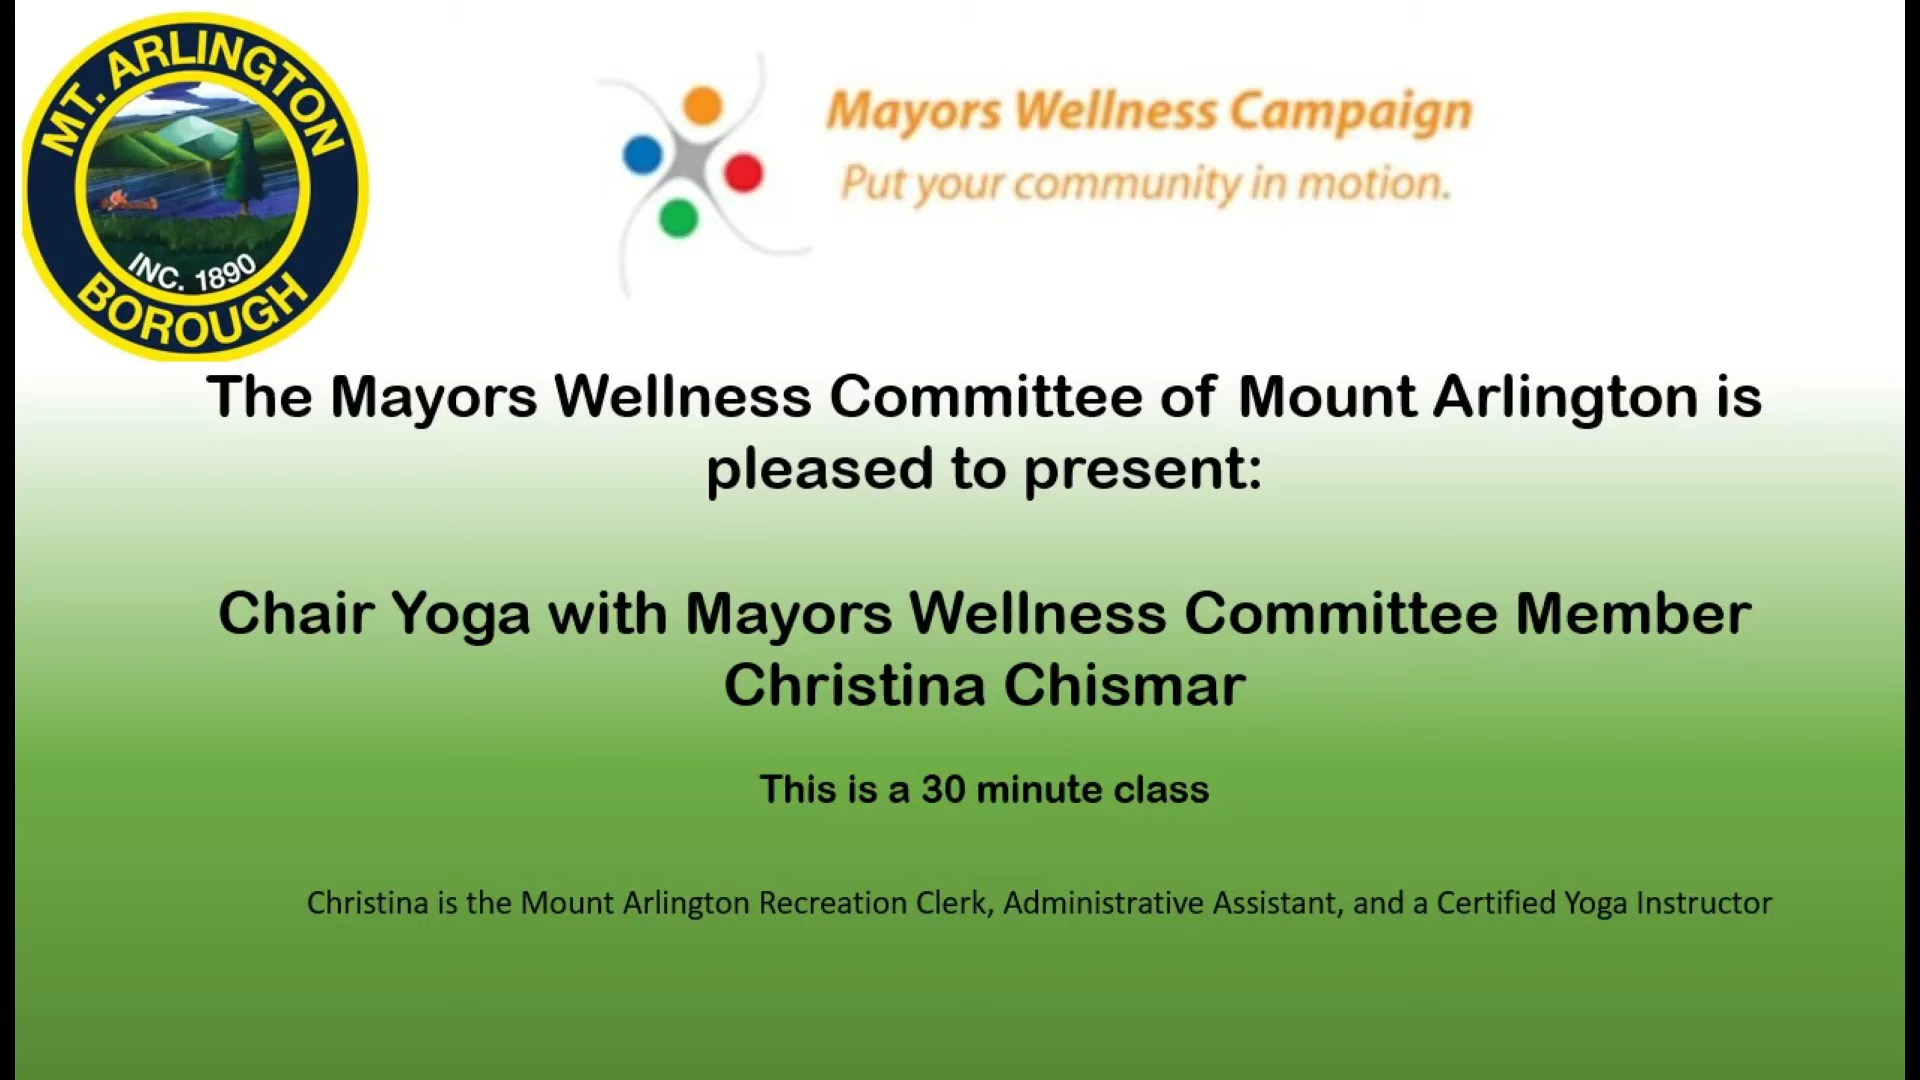 MT. ARLINGTON
INC. 1890
BOROUGH
Mayors Wellness Campaign
Put your community in motion.
The Mayors Wellness Committee of Mount Arlington is
pleased to present:
Chair Yoga with Mayors Wellness Committee Member
Christina Chismar
This is a 30 minute class
Christina is the Mount Arlington Recreation Clerk, Administrative Assistant, and a Certified Yoga Instructor